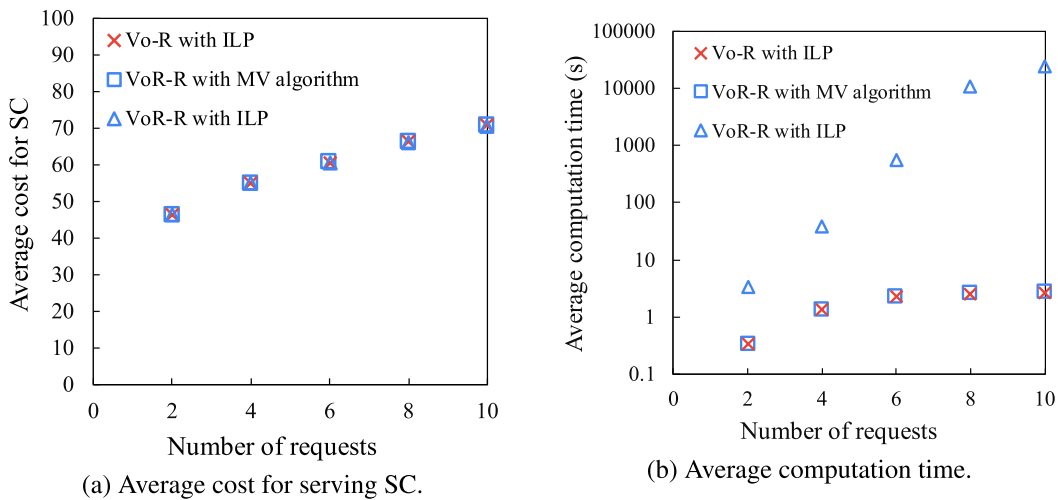 100
90
80
70
60
50
40
30
20
10
0
Average cost for SC
Vo-R with ILP
VoR-R with MV algorithm
VoR-R with ILP
0 2 4 6 8 10
Number of requests
(a) Average cost for serving SC.
100000
10000
1000
100
10
1
0.1
Average computation time (s)
Vo-R with ILP
VoR-R with MV algorithm
VoR-R with ILP
0 2 4 6 8 10
Number of requests
(b) Average computation time.